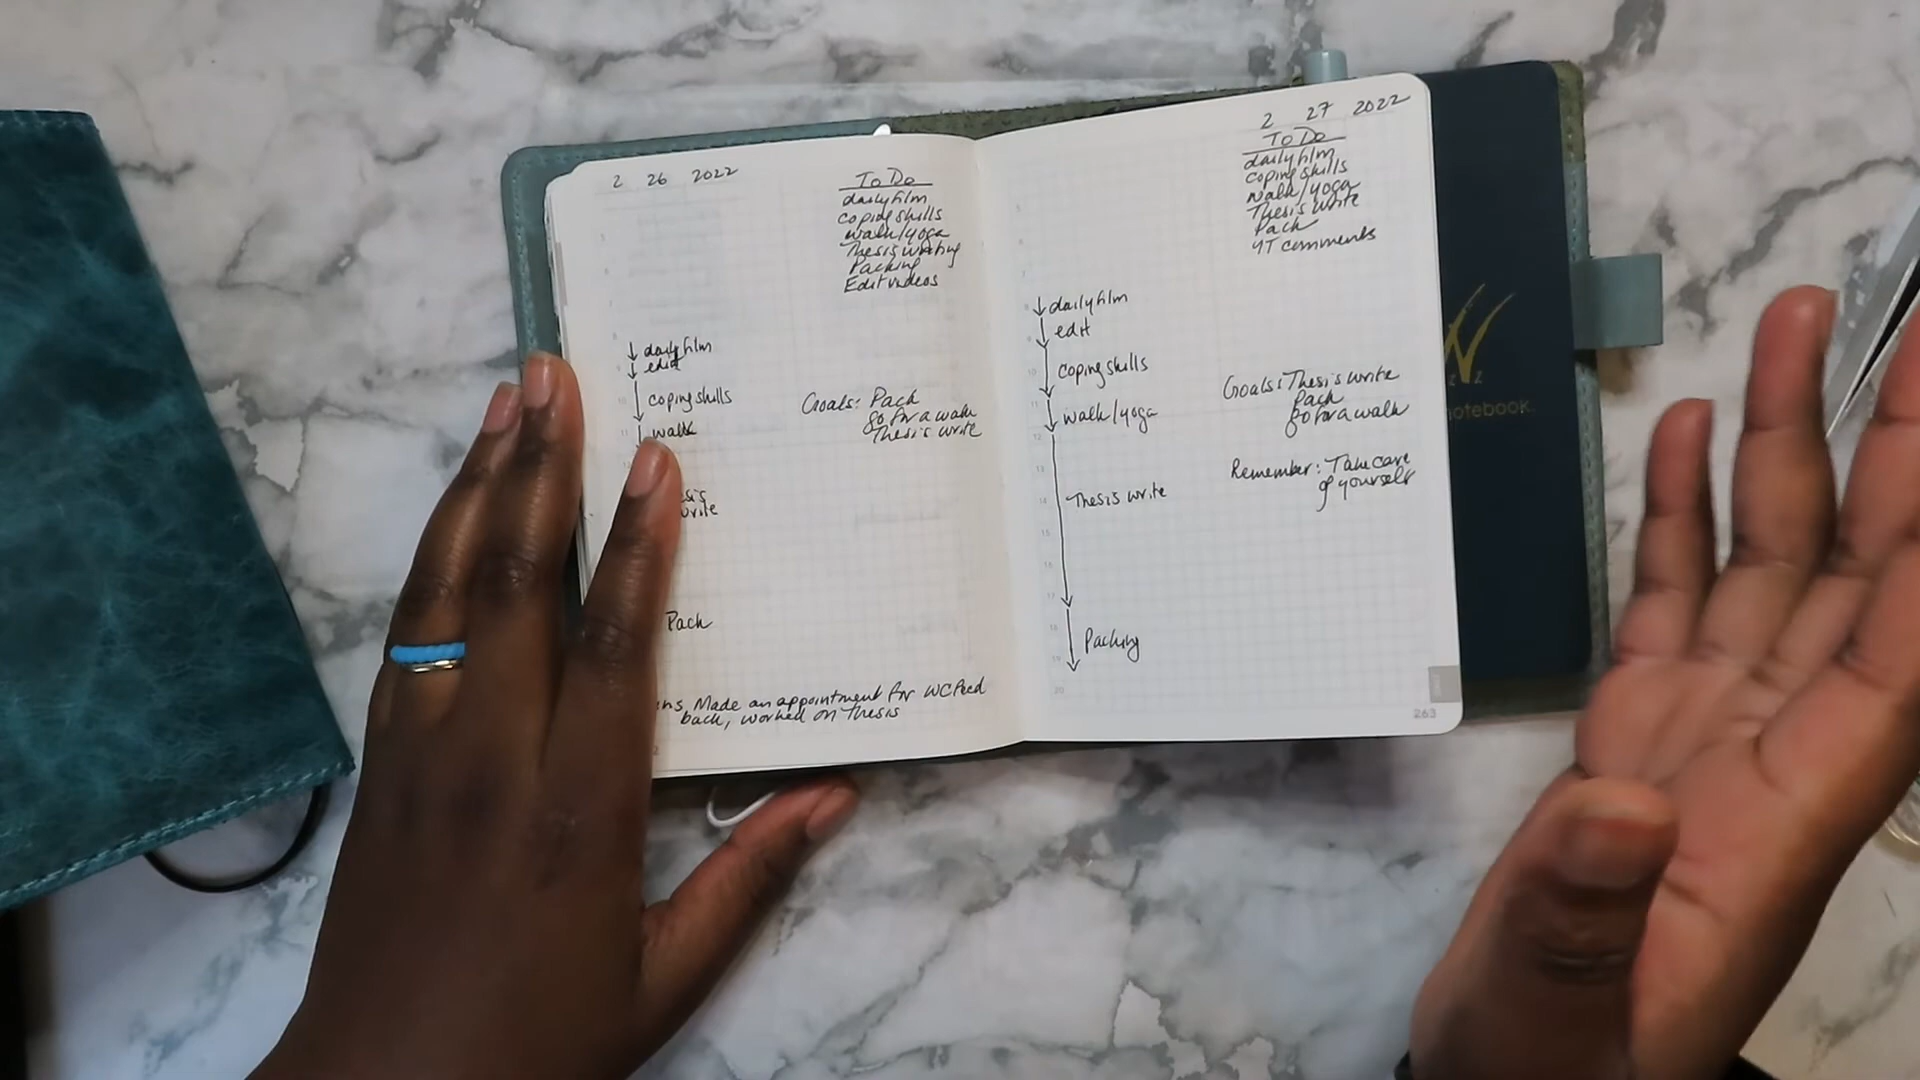 2 26 2022
To Do
daily film
coping skills
walk/yoga
Thesis writing
Packing
Edit videos
daily film
edit
coping skills
walk
Goals: Pack
go for a walk
Thesis write
esis
write
Pack
ns Made an appointment for WC feed
back, worked on Thesis
2 27 2022
To Do
daily film
coping skills
walk/yoga
Thesis write
Pack
YT comments
daily film
edit
coping skills
walk/yoga
Thesis write
Packing
Goals: Thesis write
Pack
go for a walk
Remember: Take care
of yourself
263
notebook.